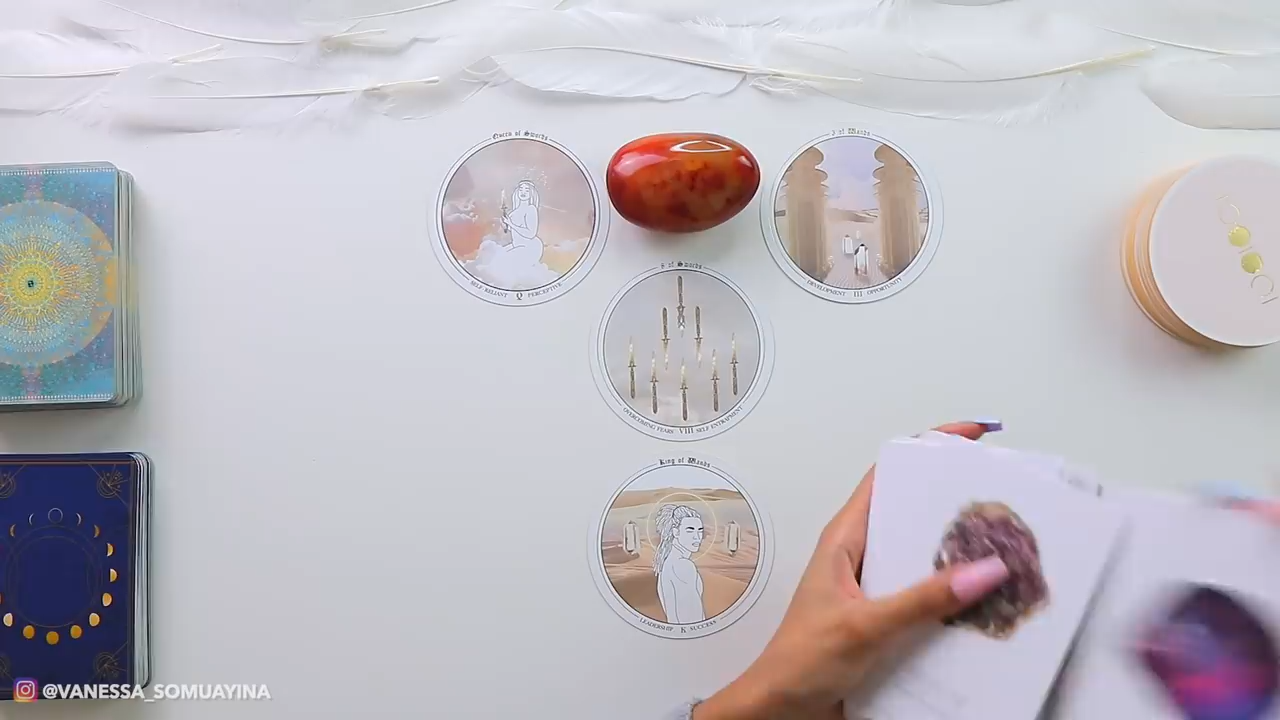 Queen of Swords
SELF RELIANT Q PERCEPTIVE
3 of Wands
DEVELOPMENT III OPPORTUNITY
8 of Swords
OVERCOMING FEARS VIII SELF ENTRAPMENT
King of Wands
LEADERSHIP K SUCCESS
@VANESSA_SOMUAYINA